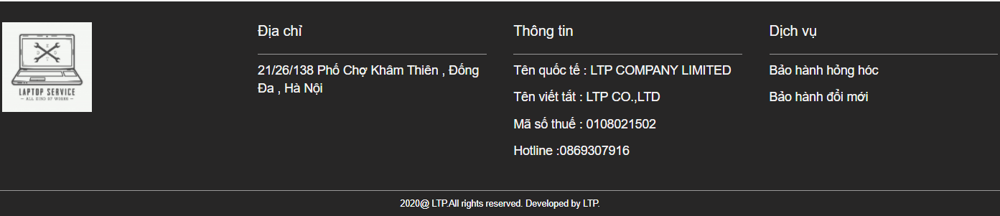 LAPTOP SERVICE
— ALL KIND OF WORKS —
Địa chỉ
21/26/138 Phố Chợ Khâm Thiên , Đống
Đa , Hà Nội
Thông tin
Tên quốc tế : LTP COMPANY LIMITED
Tên viết tắt : LTP CO.,LTD
Mã số thuế : 0108021502
Hotline :0869307916
Dịch vụ
Bảo hành hỏng hóc
Bảo hành đổi mới
2020@ LTP.All rights reserved. Developed by LTP.